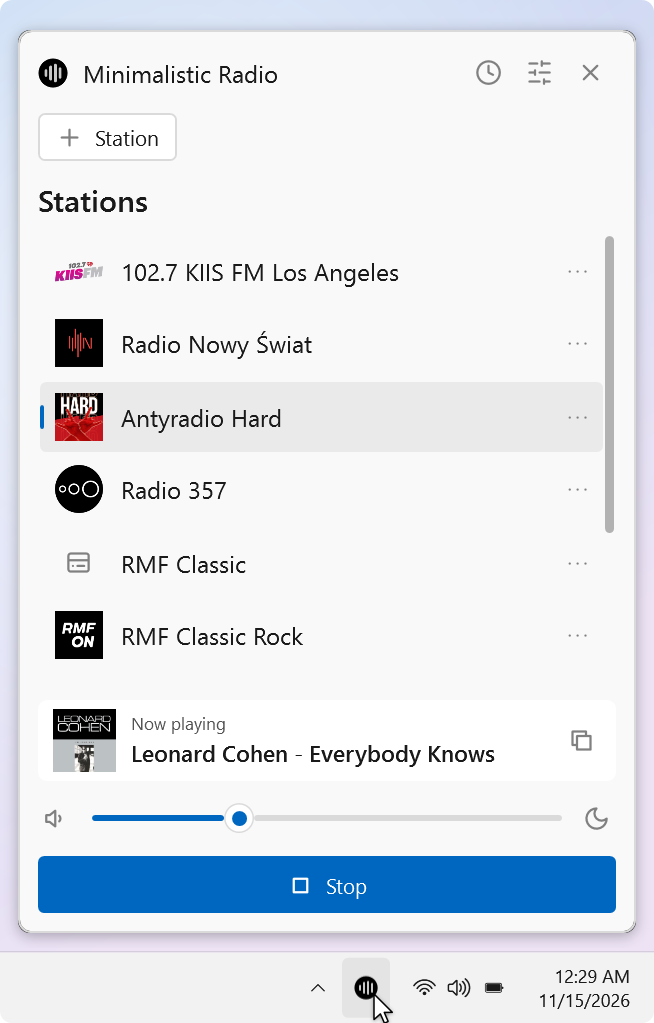 Minimalistic Radio
Station
Stations
102.7
KIIS FM
102.7 KIIS FM Los Angeles
Radio Nowy Świat
HARD
Antyradio Hard
Radio 357
RMF Classic
RMF
ON
RMF Classic Rock
LEONARD
COHEN
Now playing
Leonard Cohen - Everybody Knows
Stop
12:29 AM
11/15/2026